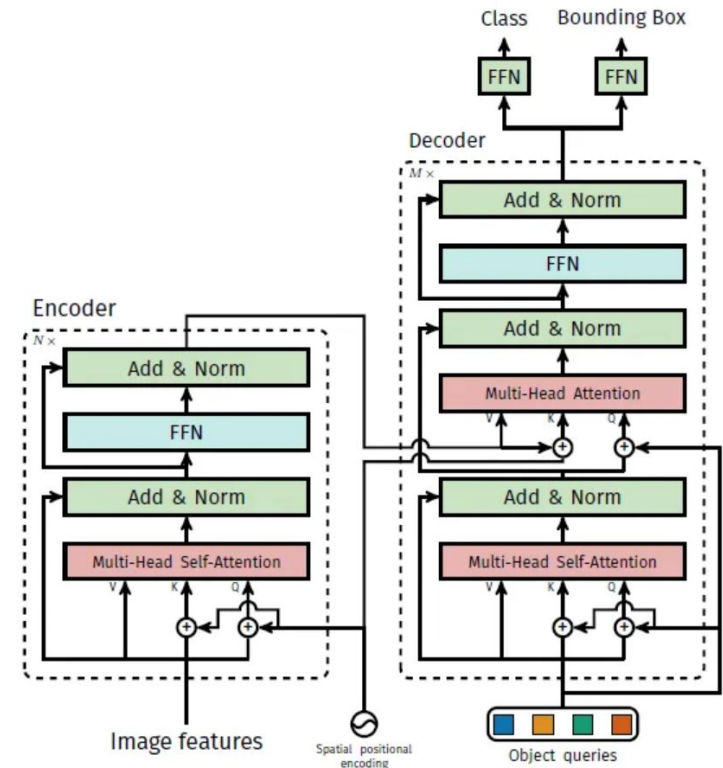 Class Bounding Box
FFN FFN
Decoder
M ×
Add & Norm
FFN
Add & Norm
Multi-Head Attention
V K Q
Add & Norm
Multi-Head Self-Attention
V K Q
Object queries
Encoder
N ×
Add & Norm
FFN
Add & Norm
Multi-Head Self-Attention
V K Q
Image features
Spatial positional
encoding